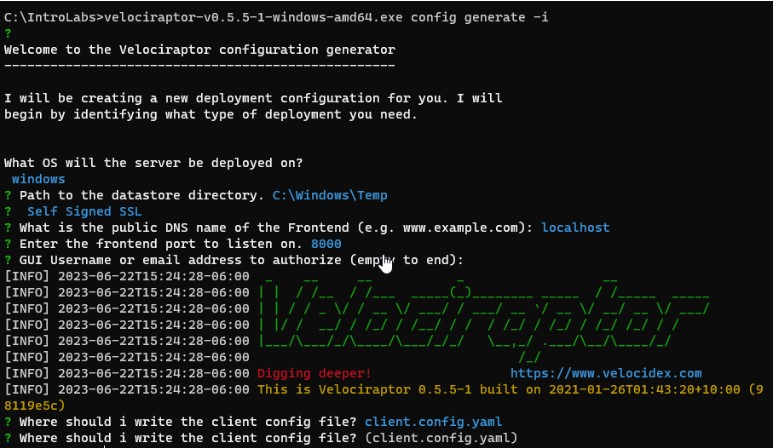 C:\IntroLabs>velociraptor-v0.5.5-1-windows-amd64.exe config generate -i
?
Welcome to the Velociraptor configuration generator
---------------------------------------------------
I will be creating a new deployment configuration for you. I will
begin by identifying what type of deployment you need.
What OS will the server be deployed on?
windows
? Path to the datastore directory. C:\Windows\Temp
?  Self Signed SSL
? What is the public DNS name of the Frontend (e.g. www.example.com): localhost
? Enter the frontend port to listen on. 8000
? GUI Username or email address to authorize (empty to end):
[INFO] 2023-06-22T15:24:28-06:00
[INFO] 2023-06-22T15:24:28-06:00
[INFO] 2023-06-22T15:24:28-06:00 Velociraptor
[INFO] 2023-06-22T15:24:28-06:00
[INFO] 2023-06-22T15:24:28-06:00
[INFO] 2023-06-22T15:24:28-06:00
[INFO] 2023-06-22T15:24:28-06:00 Digging deeper! https://www.velocidex.com
[INFO] 2023-06-22T15:24:28-06:00 This is Velociraptor 0.5.5-1 built on 2021-01-26T01:43:20+10:00 (9
8119e5c)
? Where should i write the client config file? client.config.yaml
? Where should i write the client config file? (client.config.yaml)